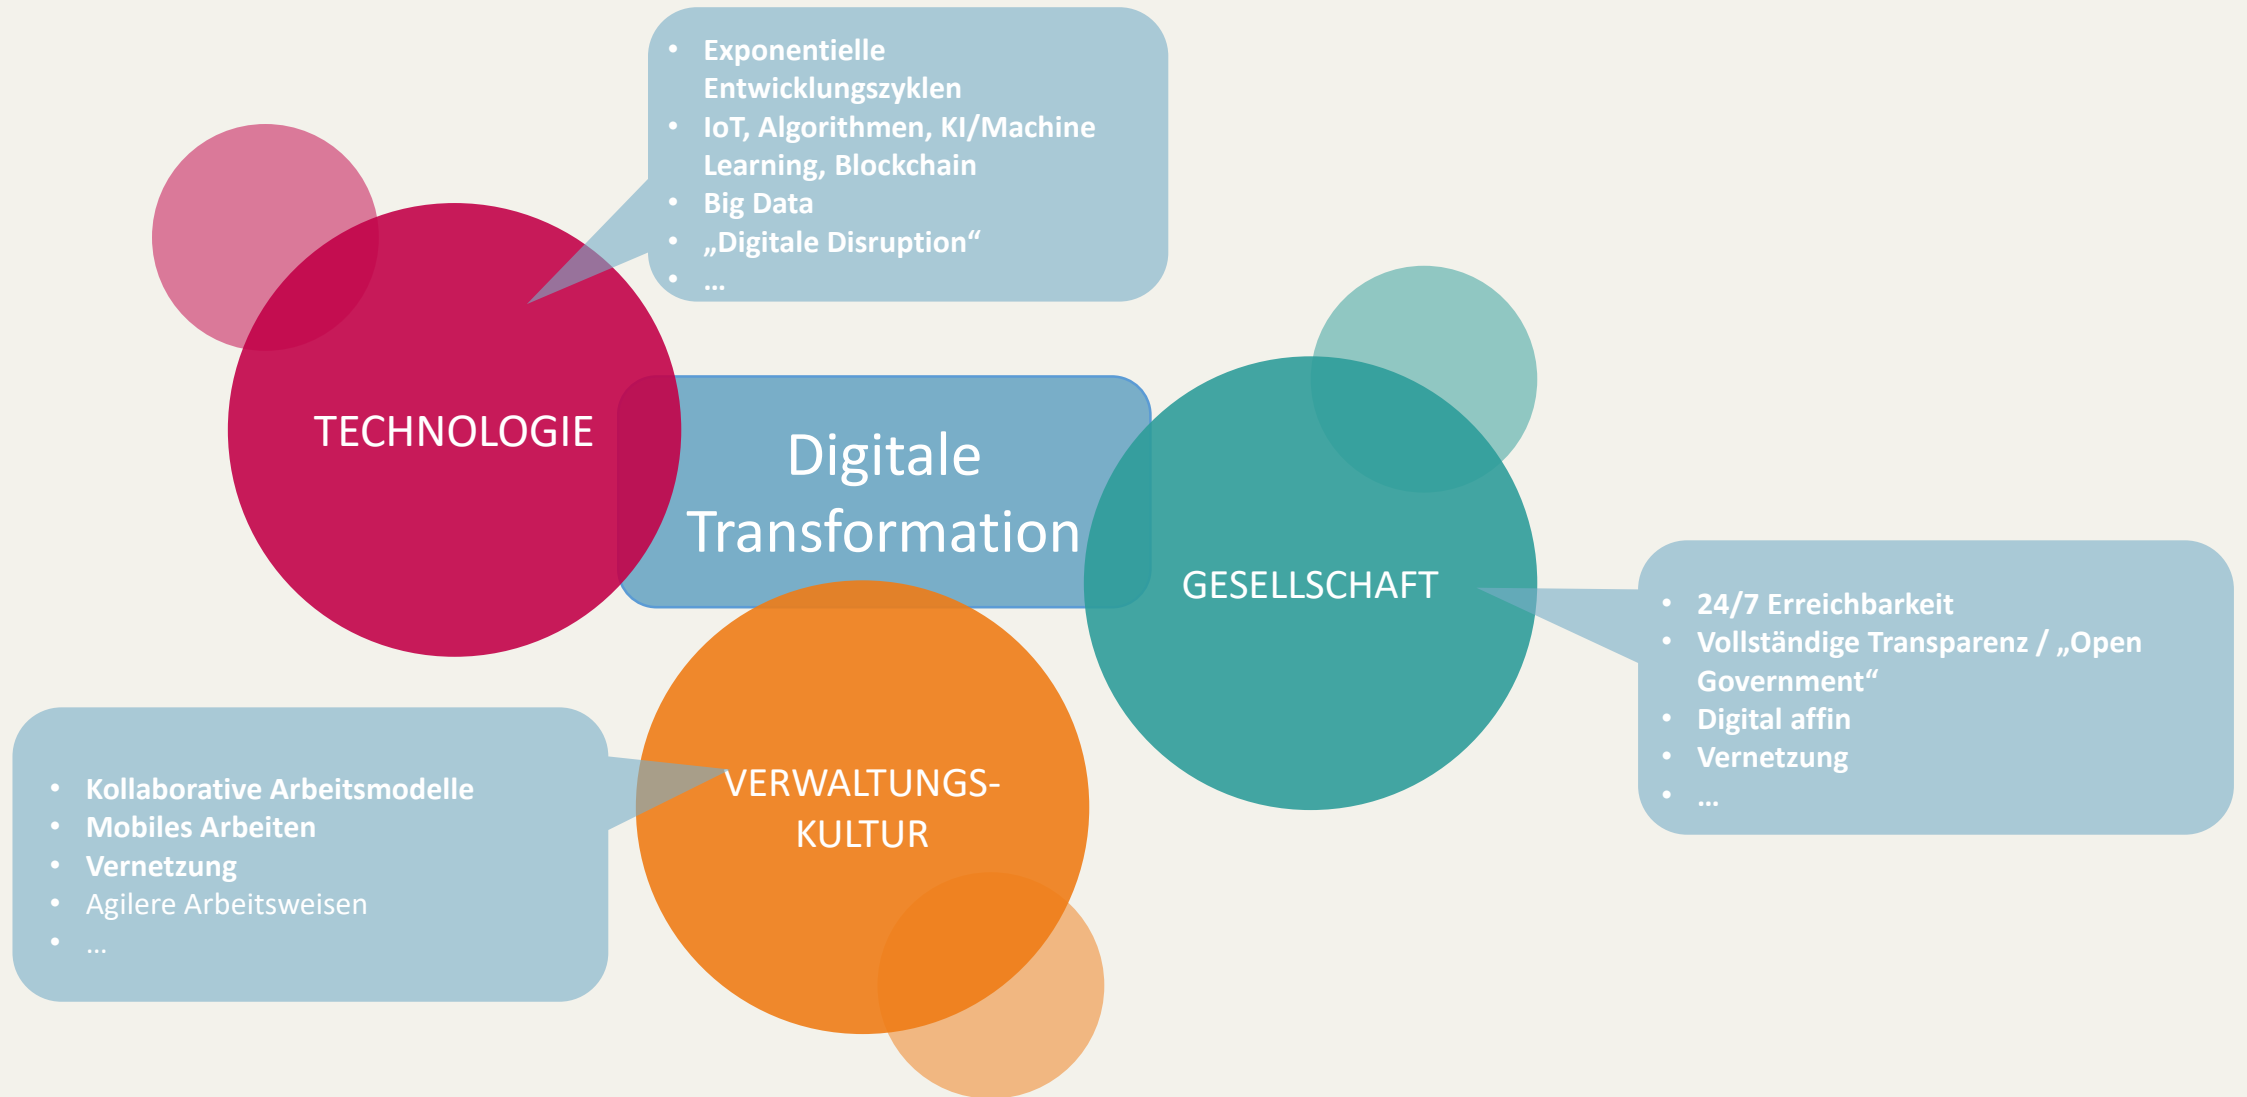 • Exponentielle
Entwicklungszyklen
• IoT, Algorithmen, KI/Machine
Learning, Blockchain
• Big Data
• „Digitale Disruption“
• …
TECHNOLOGIE
Digitale
Transformation
GESELLSCHAFT
• 24/7 Erreichbarkeit
• Vollständige Transparenz / „Open
Government“
• Digital affin
• Vernetzung
• …
VERWALTUNGS-
KULTUR
• Kollaborative Arbeitsmodelle
• Mobiles Arbeiten
• Vernetzung
• Agilere Arbeitsweisen
• …